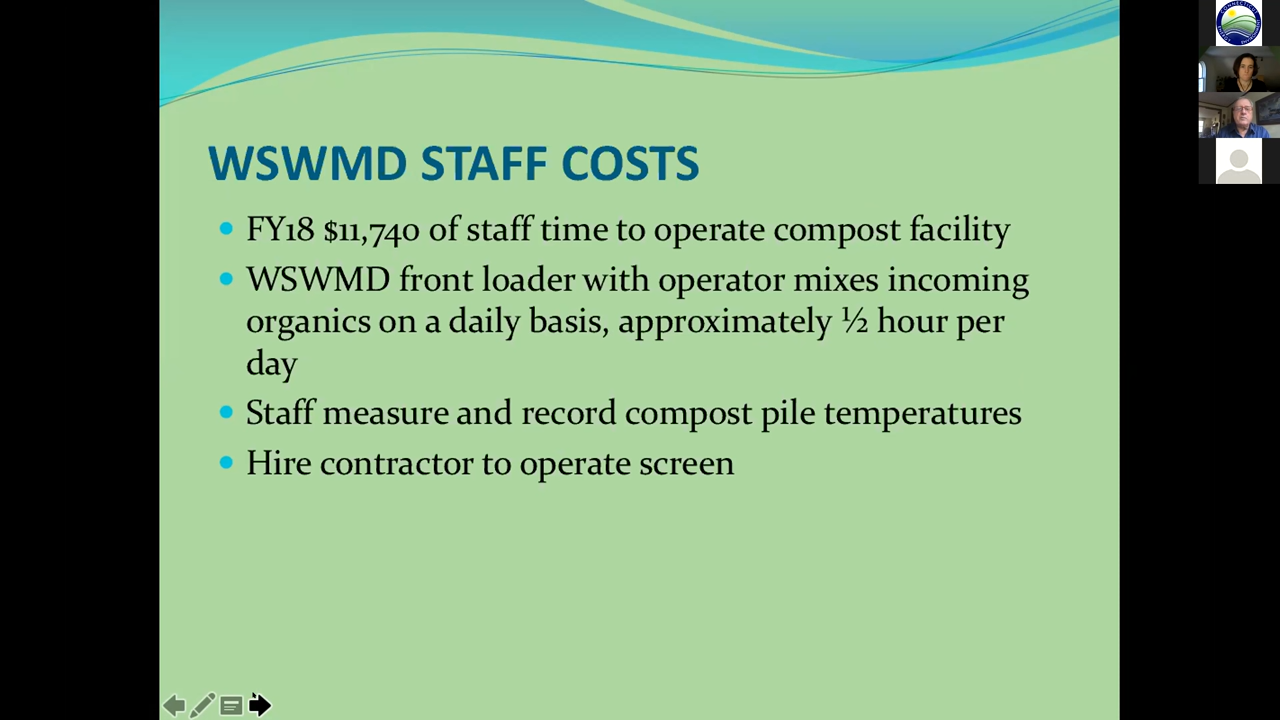 WSWMD STAFF COSTS
FY18 $11,740 of staff time to operate compost facility
WSWMD front loader with operator mixes incoming
organics on a daily basis, approximately ½ hour per
day
Staff measure and record compost pile temperatures
Hire contractor to operate screen